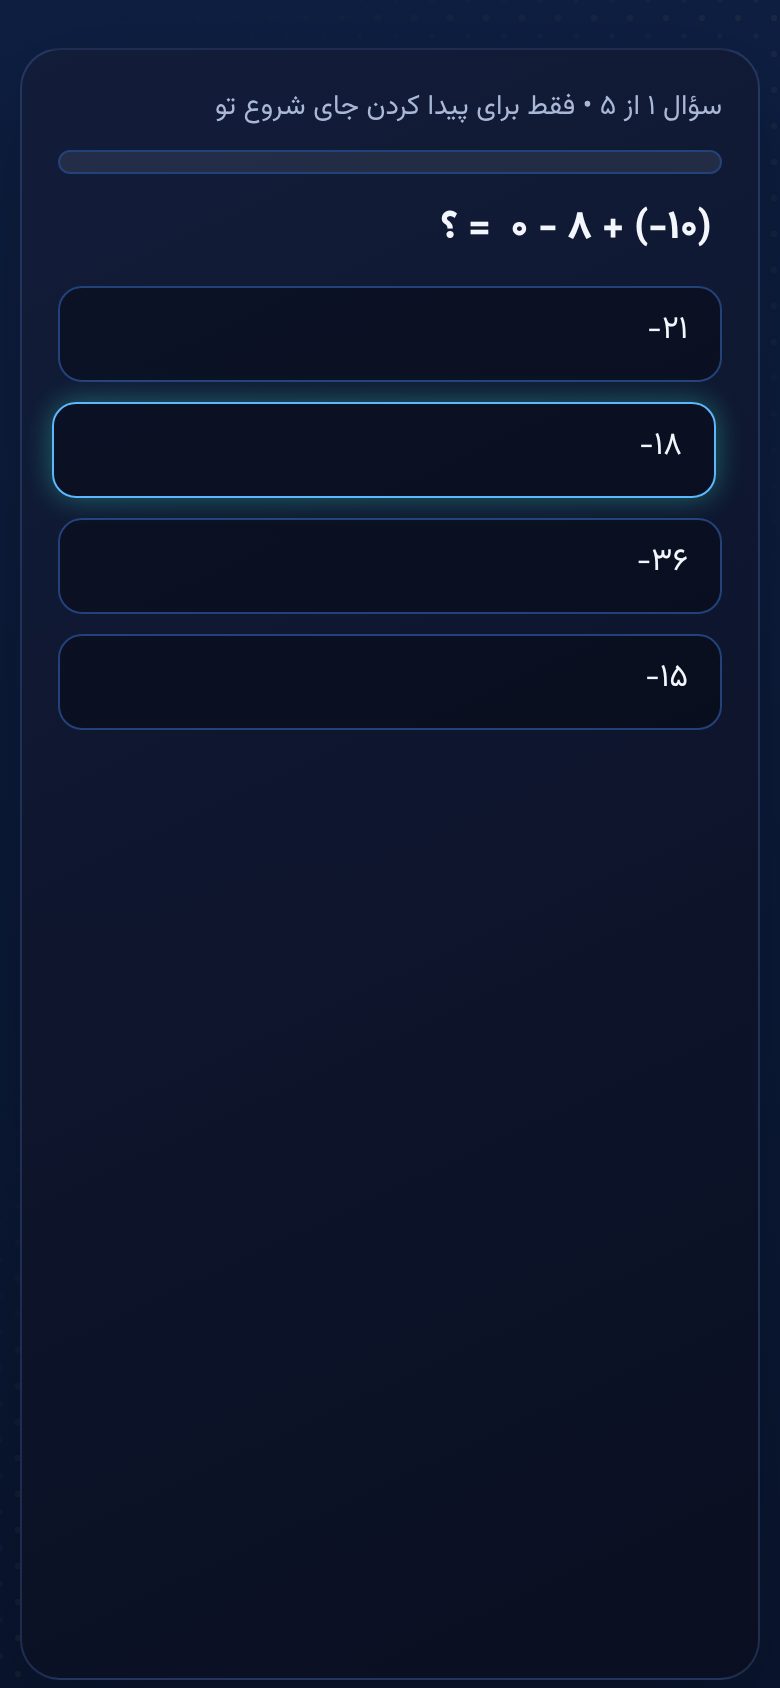 سؤال ۱ از ۵ • فقط برای پیدا کردن جای شروع تو
۰ − ۸ + (−۱۰) = ؟
−۲۱
−۱۸
−۳۶
−۱۵